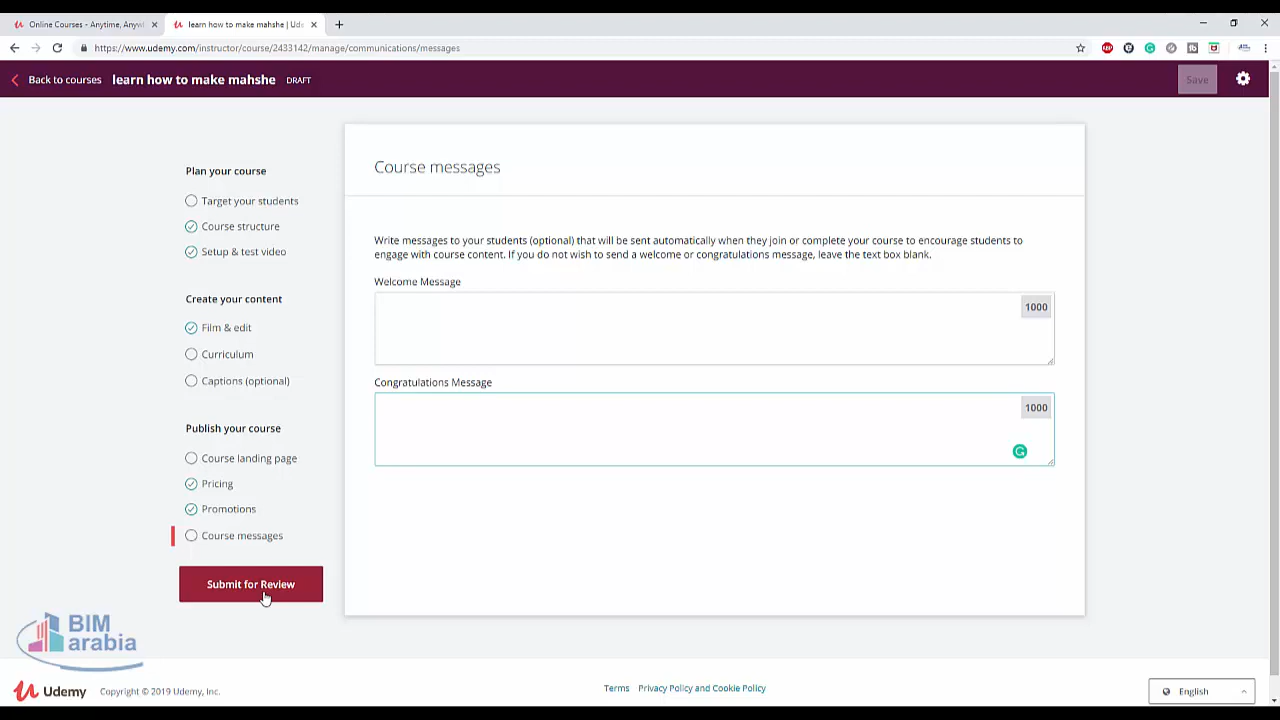 Online Courses - Anytime, Anyw
learn how to make mahshe | Ude
https://www.udemy.com/instructor/course/2433142/manage/communications/messages
Back to courses
learn how to make mahshe
DRAFT
Save
Plan your course
Target your students
Course structure
Setup & test video
Create your content
Film & edit
Curriculum
Captions (optional)
Publish your course
Course landing page
Pricing
Promotions
Course messages
Submit for Review
Course messages
Write messages to your students (optional) that will be sent automatically when they join or complete your course to encourage students to
engage with course content. If you do not wish to send a welcome or congratulations message, leave the text box blank.
Welcome Message
1000
Congratulations Message
1000
BIM
arabia
Udemy
Copyright © 2019 Udemy, Inc.
Terms
Privacy Policy and Cookie Policy
English